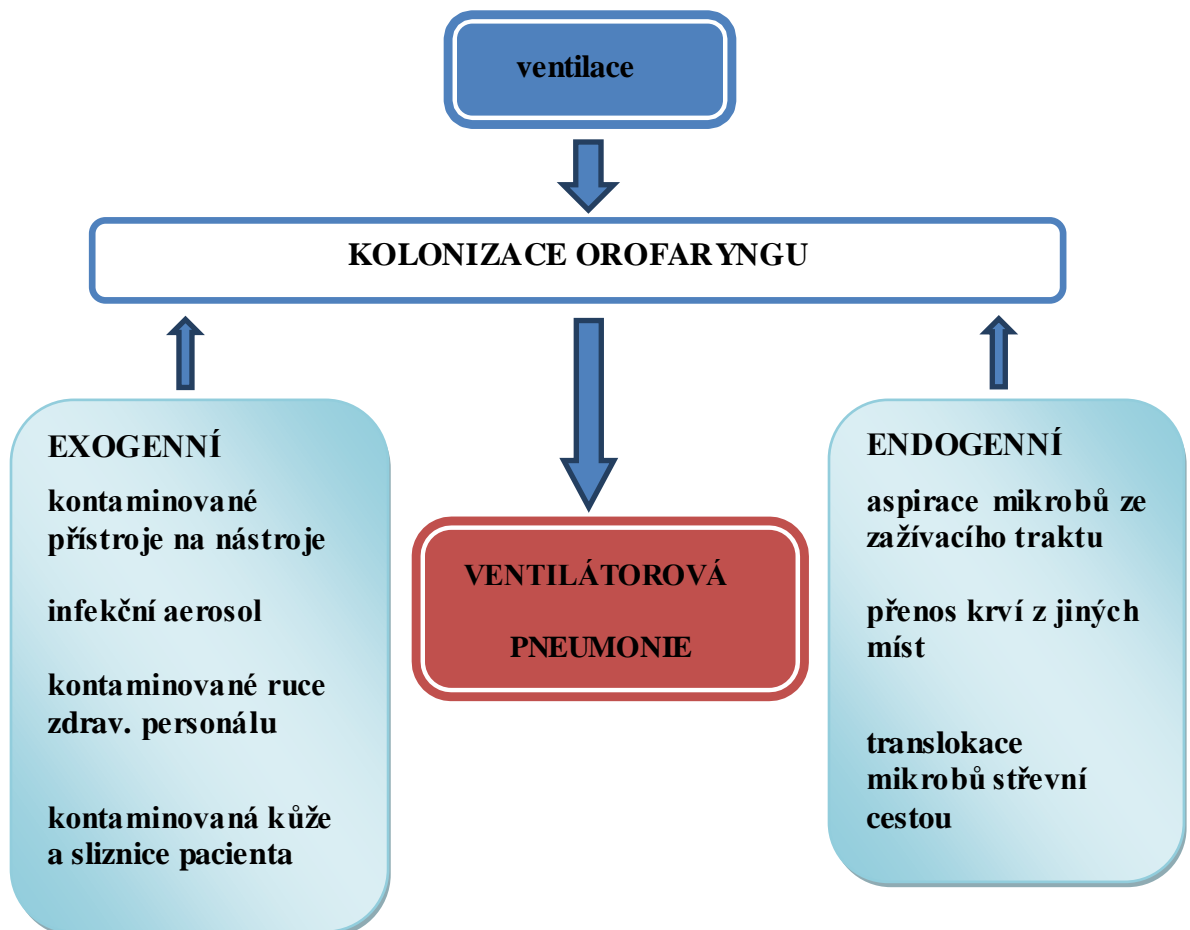 ventilace
KOLONIZACE OROFARYNGU
EXOGENNÍ
kontaminované
přístroje na nástroje
infekční aerosol
kontaminované ruce
zdrav. personálu
kontaminovaná kůže
a sliznice pacienta
VENTILÁTOROVÁ
PNEUMONIE
ENDOGENNÍ
aspirace mikrobů ze
zažívacího traktu
přenos krví z jiných
míst
translokace
mikrobů střevní
cestou